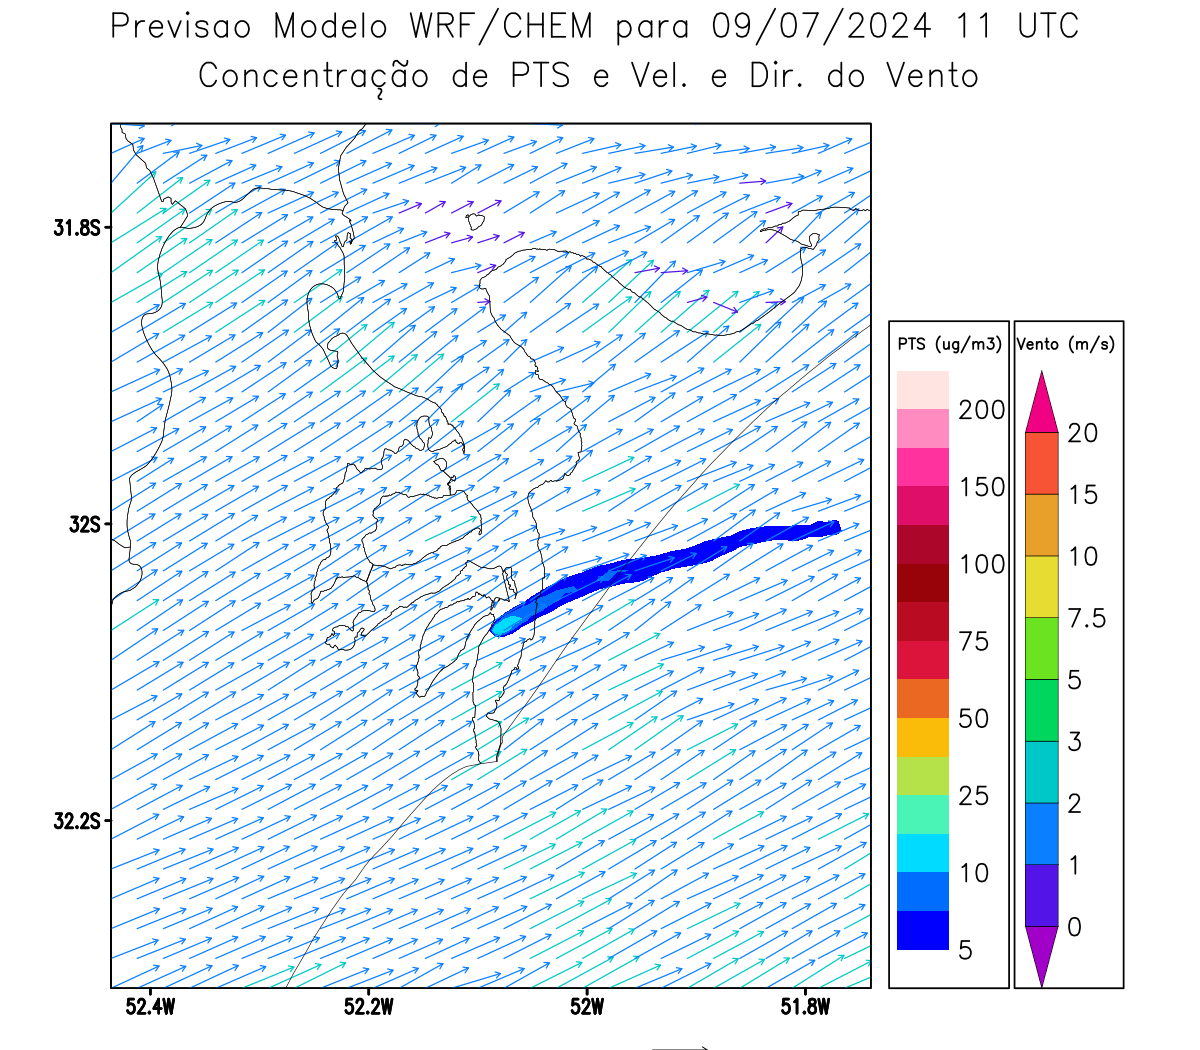 Previsao Modelo WRF/CHEM para 09/07/2024 11 UTC
Concentração de PTS e Vel. e Dir. do Vento
31.8S
32S
32.2S
52.4W 52.2W 52W 51.8W
PTS (ug/m3)
200
150
100
75
50
25
10
5
Vento (m/s)
20
15
10
7.5
5
3
2
1
0